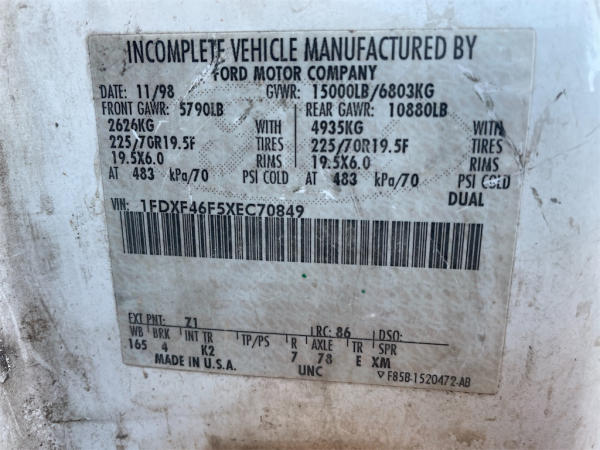 INCOMPLETE VEHICLE MANUFACTURED BY
FORD MOTOR COMPANY
DATE: 11/98 GVWR: 15000LB/6803KG
FRONT GAWR: 5790LB REAR GAWR: 10880LB
2626KG WITH 4935KG WITH
225/70R19.5F TIRES 225/70R19.5F TIRES
19.5X6.0 RIMS 19.5X6.0 RIMS
AT 483 kPa/70 PSI COLD AT 483 kPa/70 PSI COLD
DUAL
VIN: 1FDXF46F5XEC70849
EXT PNT: Z1 RC: 86 DSO:
WB BRK INT TR TP/PS R AXLE TR SPR
165 4 K2 7 78 E XM
MADE IN U.S.A. UNC ▽ F85B-1520472-AB